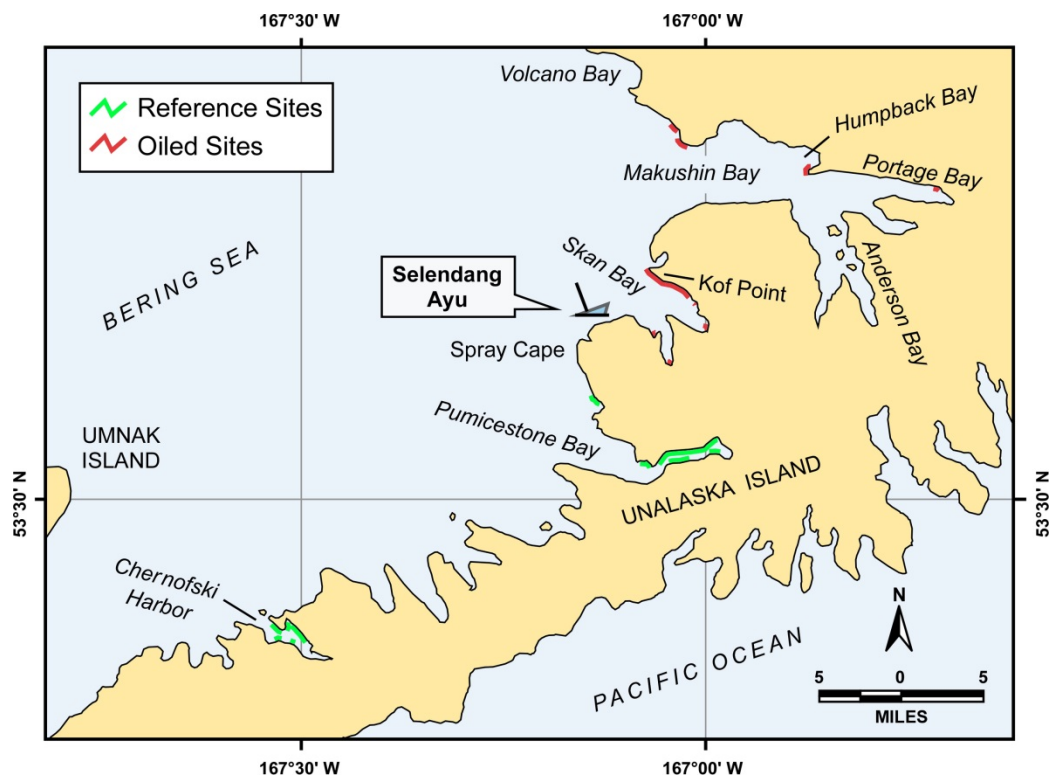 167°30' W
167°00' W
Volcano Bay
Reference Sites
Oiled Sites
Humpback Bay
Makushin Bay
Portage Bay
BERING SEA
Skan Bay
Selendang
Ayu
Kof Point
Anderson Bay
Spray Cape
Pumicestone Bay
UMNAK
ISLAND
UNALASKA ISLAND
53°30' N
53°30' N
Chernofski
Harbor
N
PACIFIC OCEAN
5
0
5
MILES
167°30' W
167°00' W